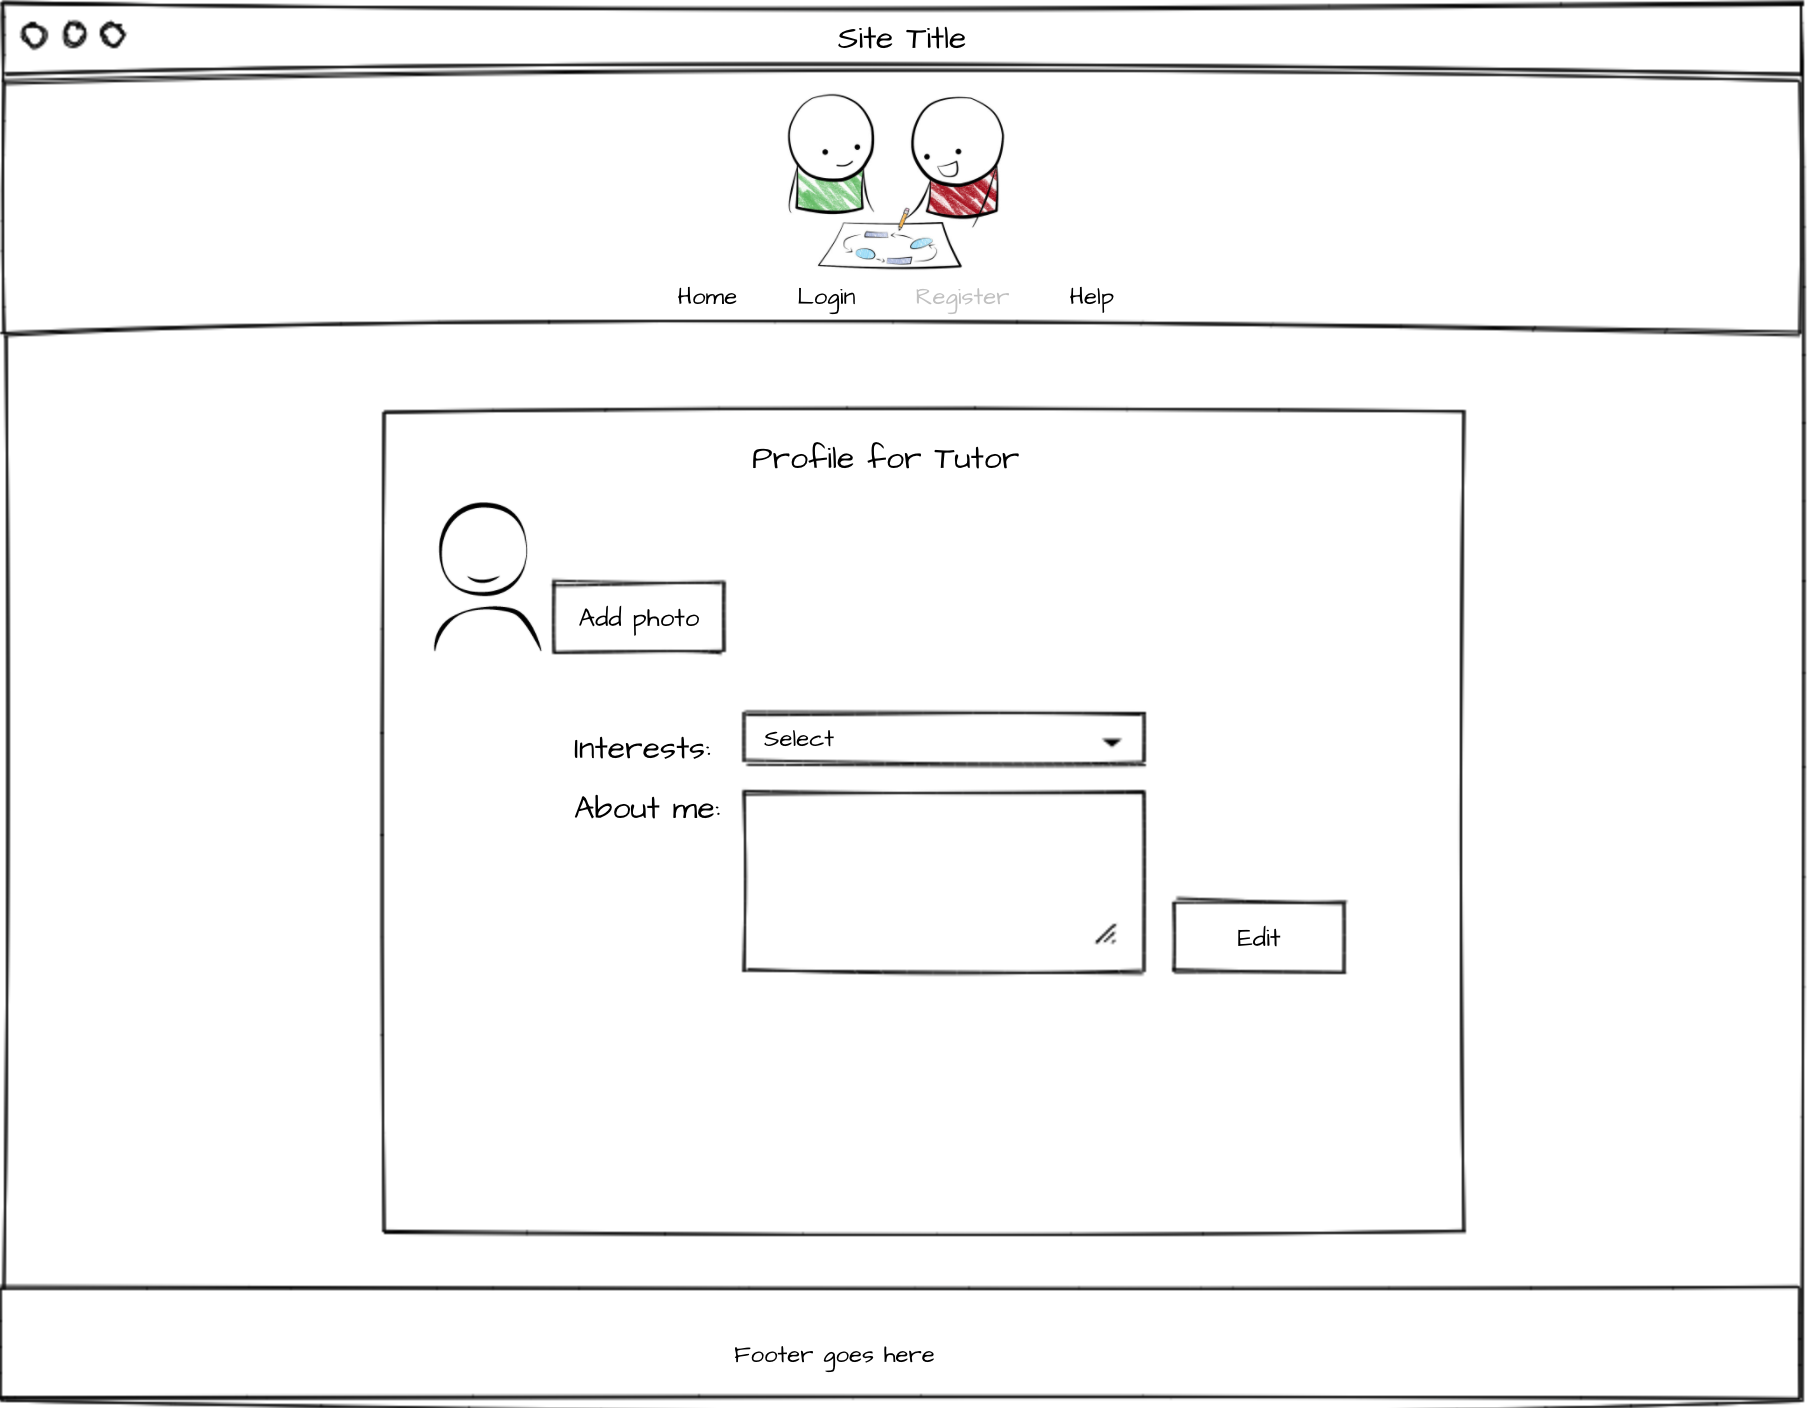 Site Title
Home Login Register Help
Profile for Tutor
Add photo
Interests: Select
About me:
Edit
Footer goes here